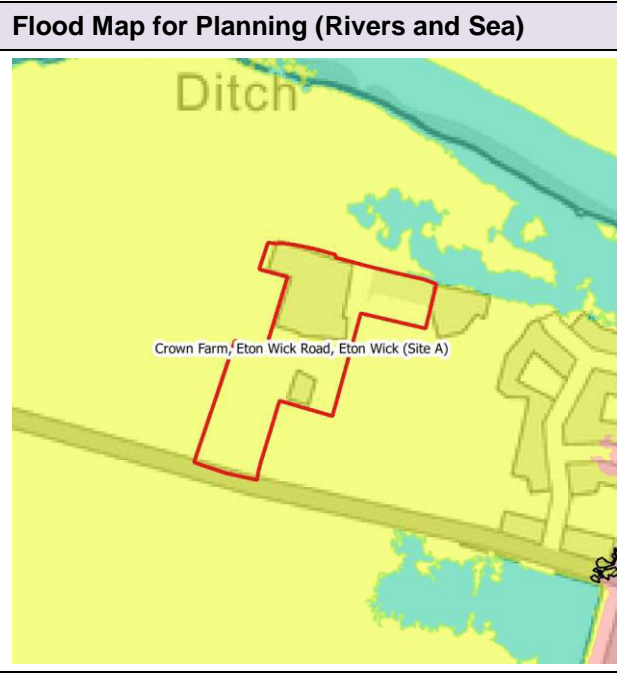 Flood Map for Planning (Rivers and Sea)
Ditch
Crown Farm, Eton Wick Road, Eton Wick (Site A)